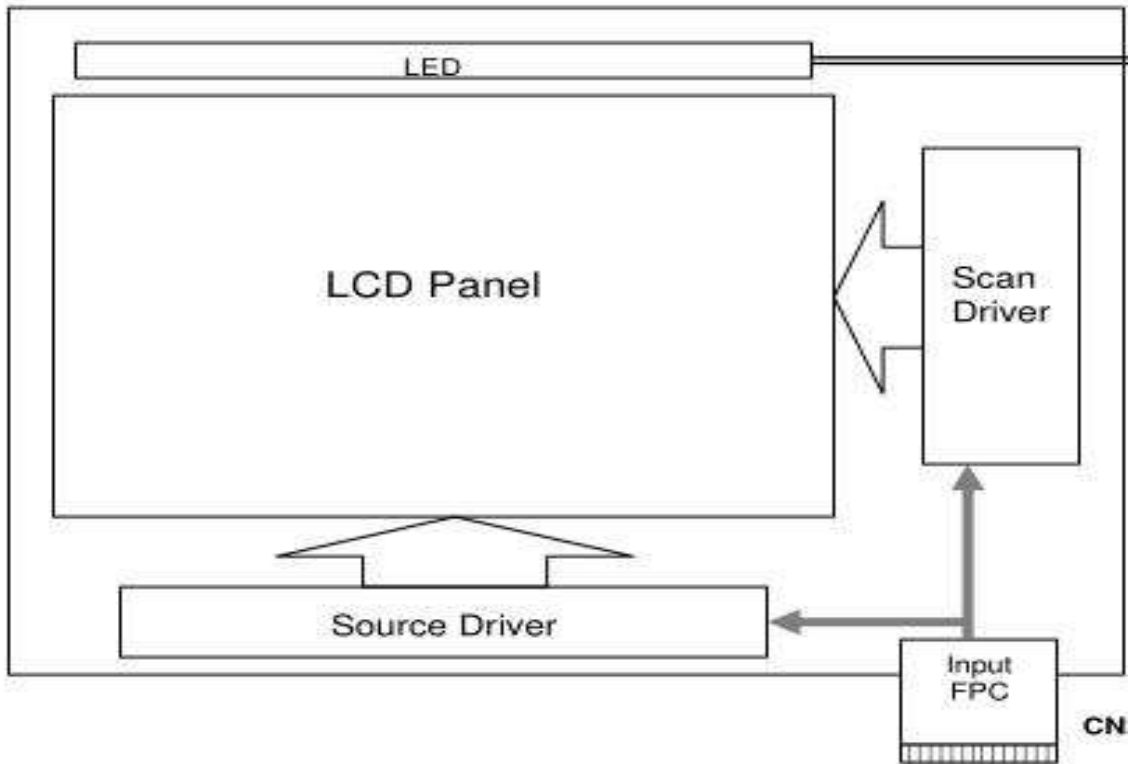 LED
LCD Panel
Scan
Driver
Source Driver
Input
FPC
CN